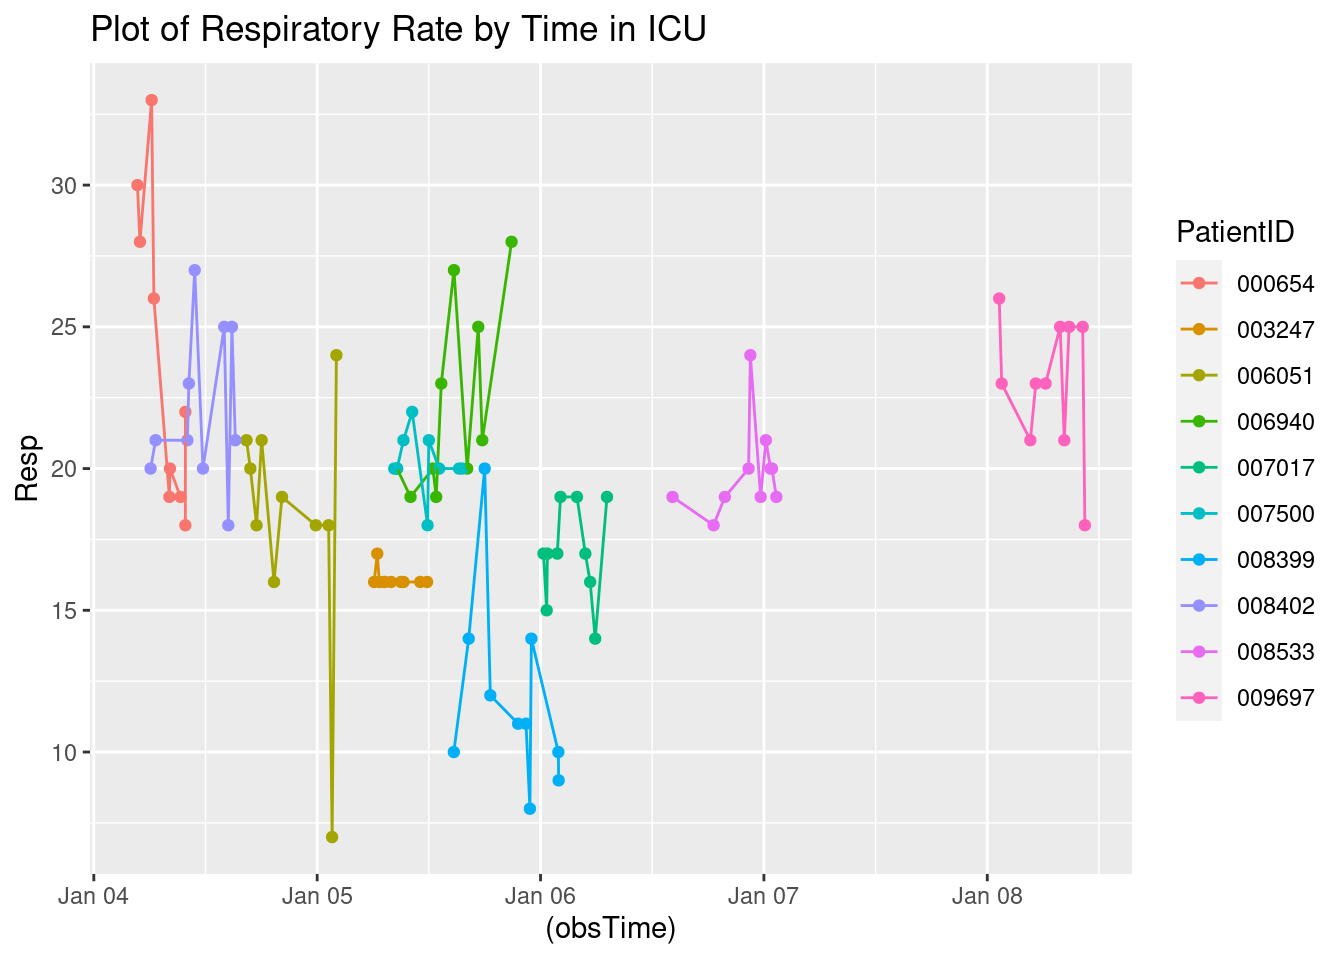 Plot of Respiratory Rate by Time in ICU
Resp
30
25
20
15
10
Jan 04
Jan 05
Jan 06
Jan 07
Jan 08
(obsTime)
PatientID
000654
003247
006051
006940
007017
007500
008399
008402
008533
009697